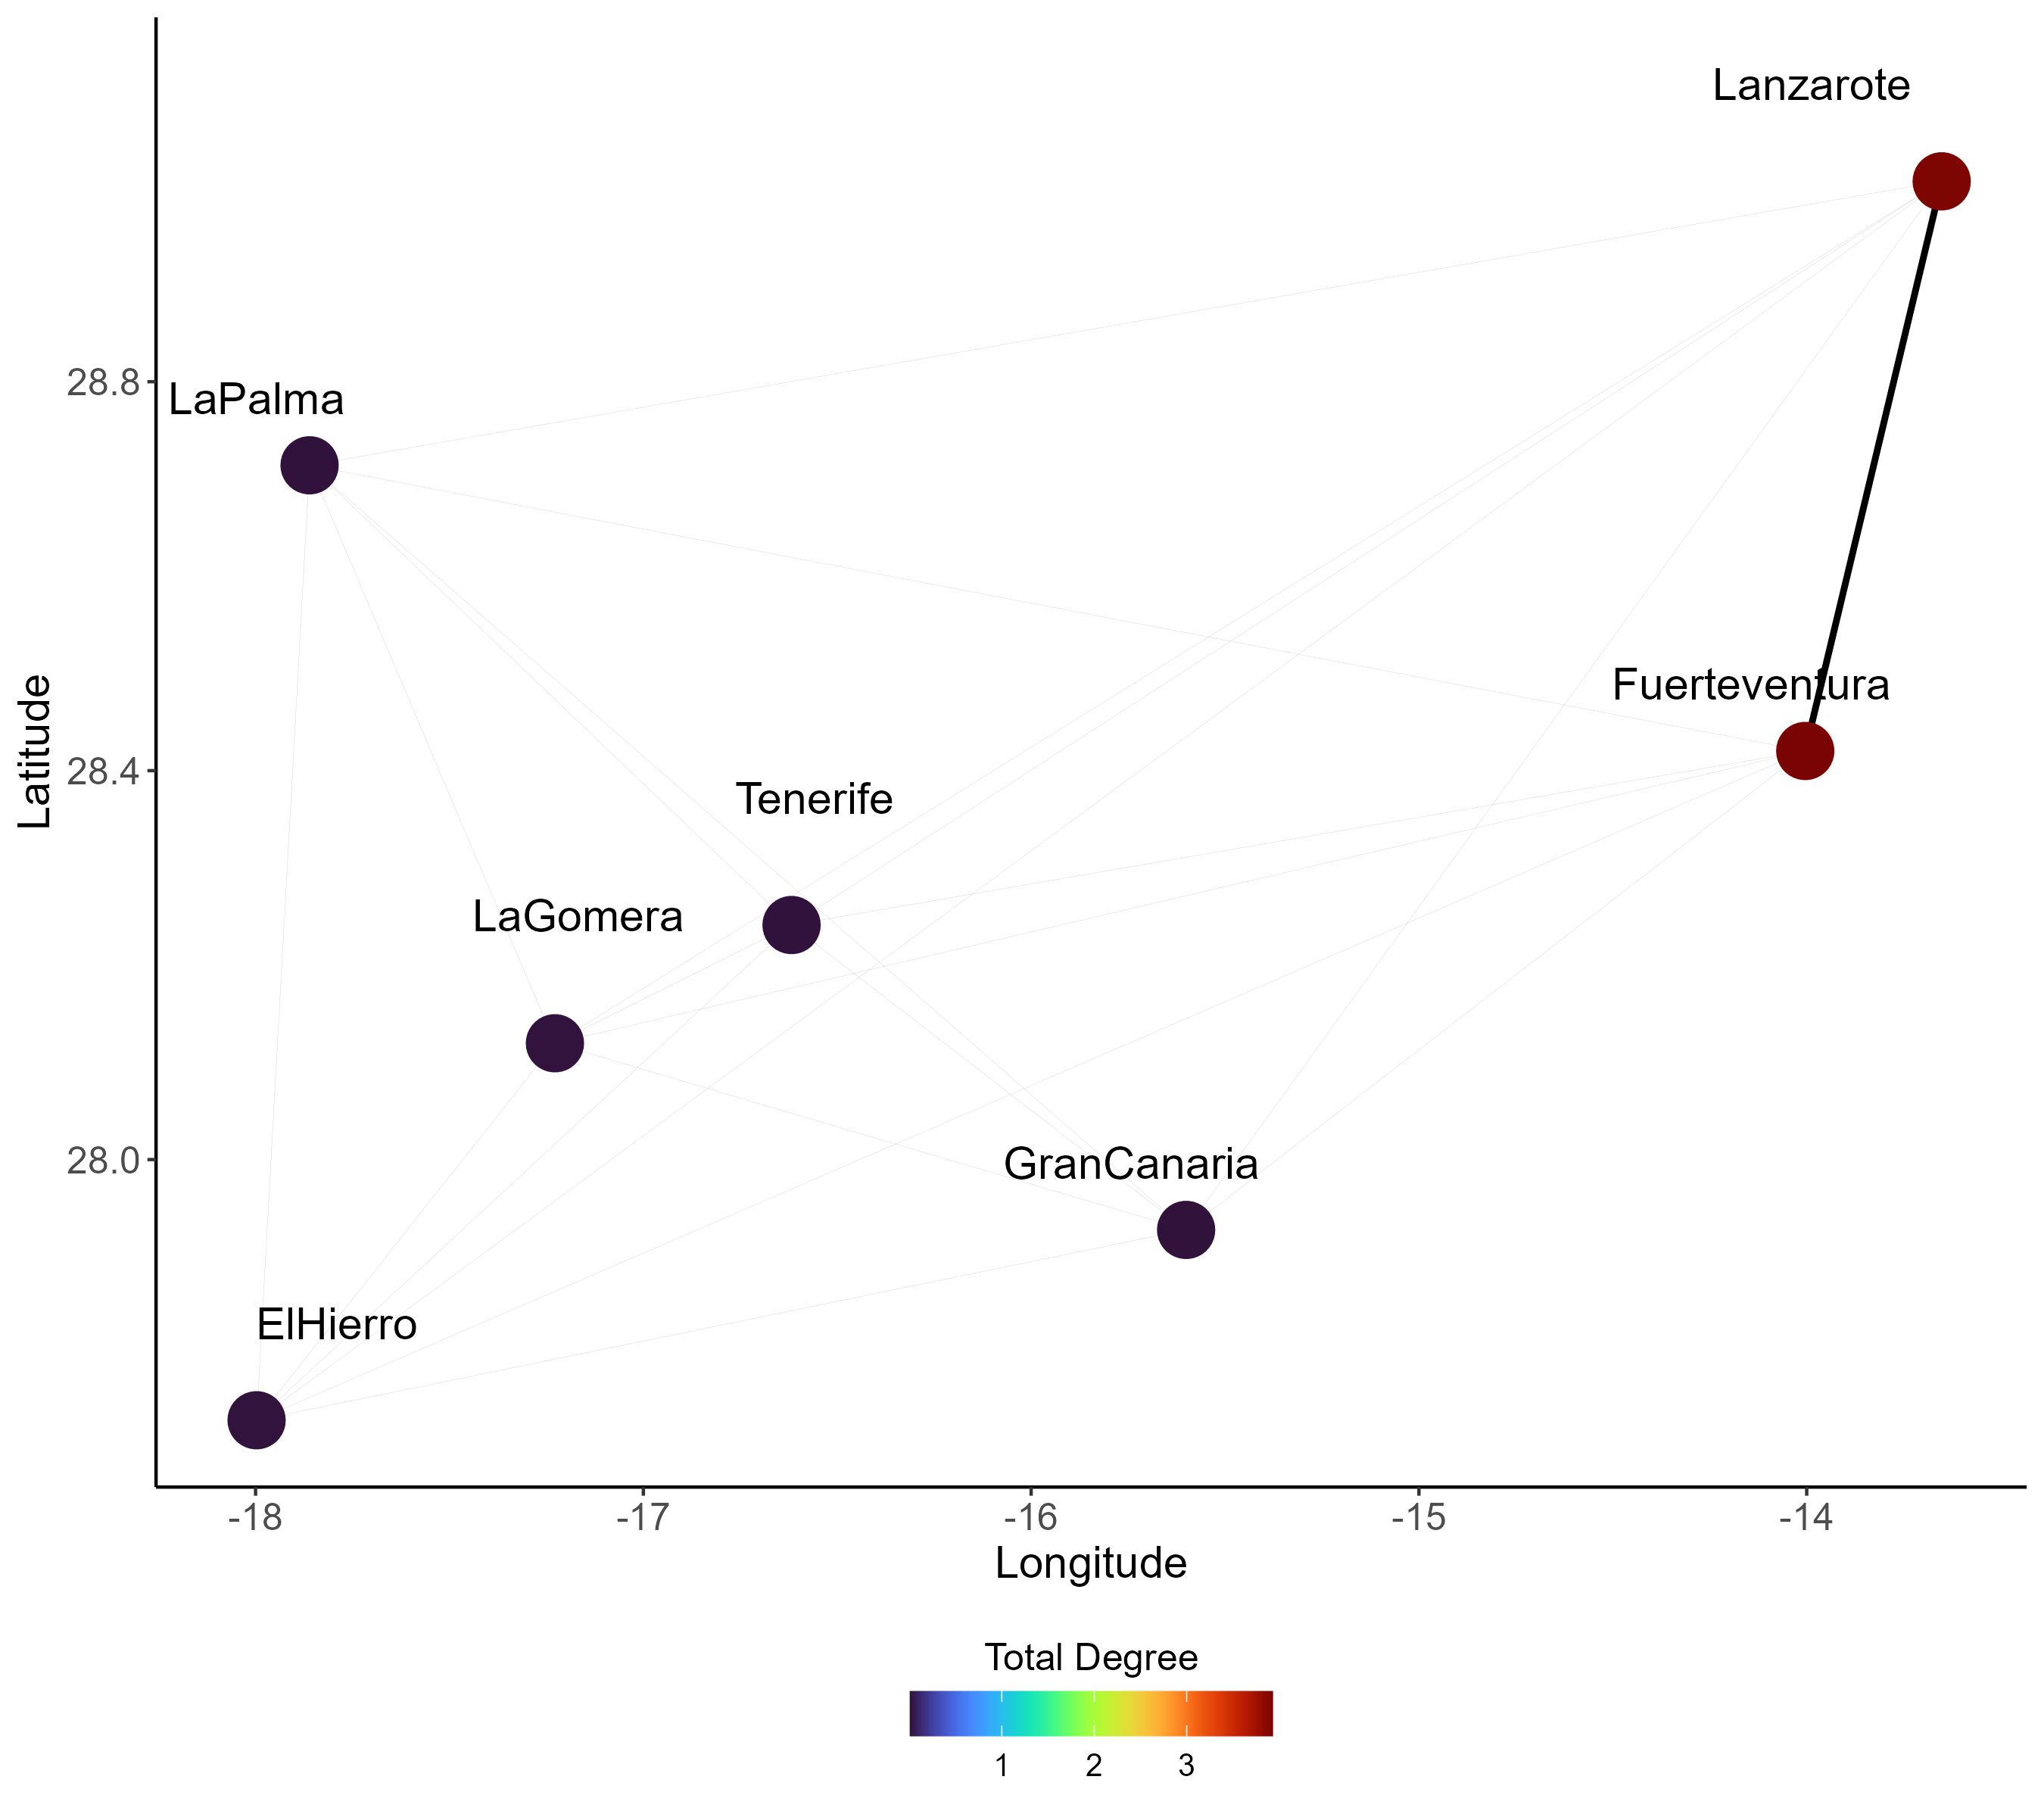 Lanzarote
28.8
LaPalma
Fuerteventura
28.4
Tenerife
LaGomera
Latitude
28.0
GranCanaria
ElHierro
-18 -17 -16 -15 -14
Longitude
Total Degree
1 2 3